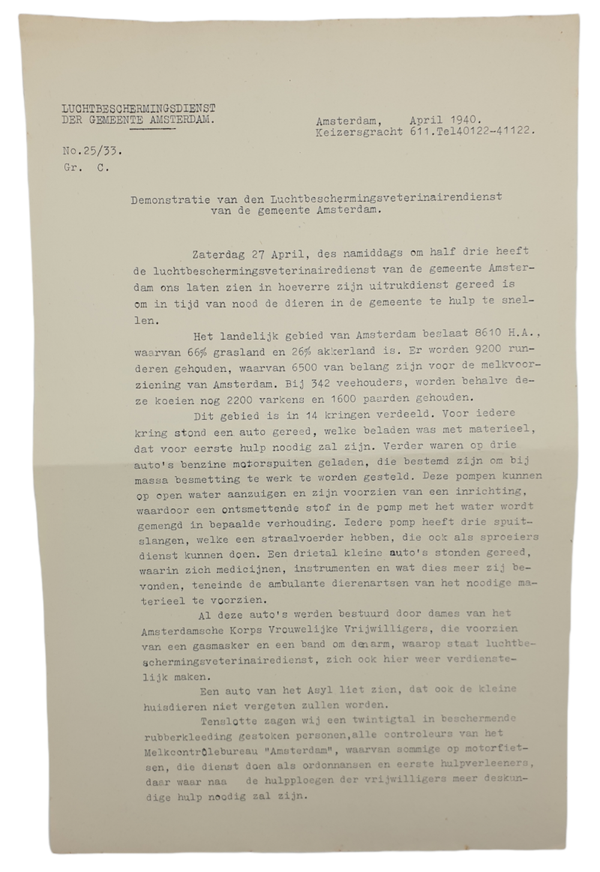 LUCHTBESCHERMINGSDIENST
DER GEMEENTE AMSTERDAM.
Amsterdam, April 1940.
Keizersgracht 611.Tel40122-41122.
No.25/33.
Gr. C.
Demonstratie van den Luchtbeschermingsveterinairendienst
van de gemeente Amsterdam.
Zaterdag 27 April, des namiddags om half drie heeft
de luchtbeschermingsveterinairedienst van de gemeente Amster-
dam ons laten zien in hoeverre zijn uitrukdienst gereed is
om in tijd van nood de dieren in de gemeente te hulp te snel-
len.
Het landelijk gebied van Amsterdam beslaat 8610 H.A.,
waarvan 66% grasland en 26% akkerland is. Er worden 9200 run-
deren gehouden, waarvan 6500 van belang zijn voor de melkvoor-
ziening van Amsterdam. Bij 342 veehouders, worden behalve de-
ze koeien nog 2200 varkens en 1600 paarden gehouden.
Dit gebied is in 14 kringen verdeeld. Voor iedere
kring stond een auto gereed, welke beladen was met materieel,
dat voor eerste hulp noodig zal zijn. Verder waren op drie
auto's benzine motorspuiten geladen, die bestemd zijn om bij
massa besmetting te werk te worden gesteld. Deze pompen kunnen
op open water aanzuigen en zijn voorzien van een inrichting,
waardoor een ontsmettende stof in de pomp met het water wordt
gemengd in bepaalde verhouding. Iedere pomp heeft drie spuit-
slangen, welke een straalvoerder hebben, die ook als sproeiers
dienst kunnen doen. Een drietal kleine auto's stonden gereed,
waarin zich medicijnen, instrumenten en wat dies meer zij be-
vonden, teneinde de ambulante dierenartsen van het noodige ma-
terieel te voorzien.
Al deze auto's werden bestuurd door dames van het
Amsterdamsche Korps Vrouwelijke Vrijwilligers, die voorzien
van een gasmasker en een band om den arm, waarop staat luchtbe-
schermingsveterinairedienst, zich ook hier weer verdienste-
lijk maken.
Een auto van het Asyl liet zien, dat ook de kleine
huisdieren niet vergeten zullen worden.
Tenslotte zagen wij een twintigtal in beschermende
rubberkleeding gestoken personen,alle controleurs van het
Melkcontrôlebureau "Amsterdam", waarvan sommige op motorfiet-
sen, die dienst doen als ordonnansen en eerste hulpverleeners,
daar waar naa de hulpploegen der vrijwilligers meer deskun-
dige hulp noodig zal zijn.